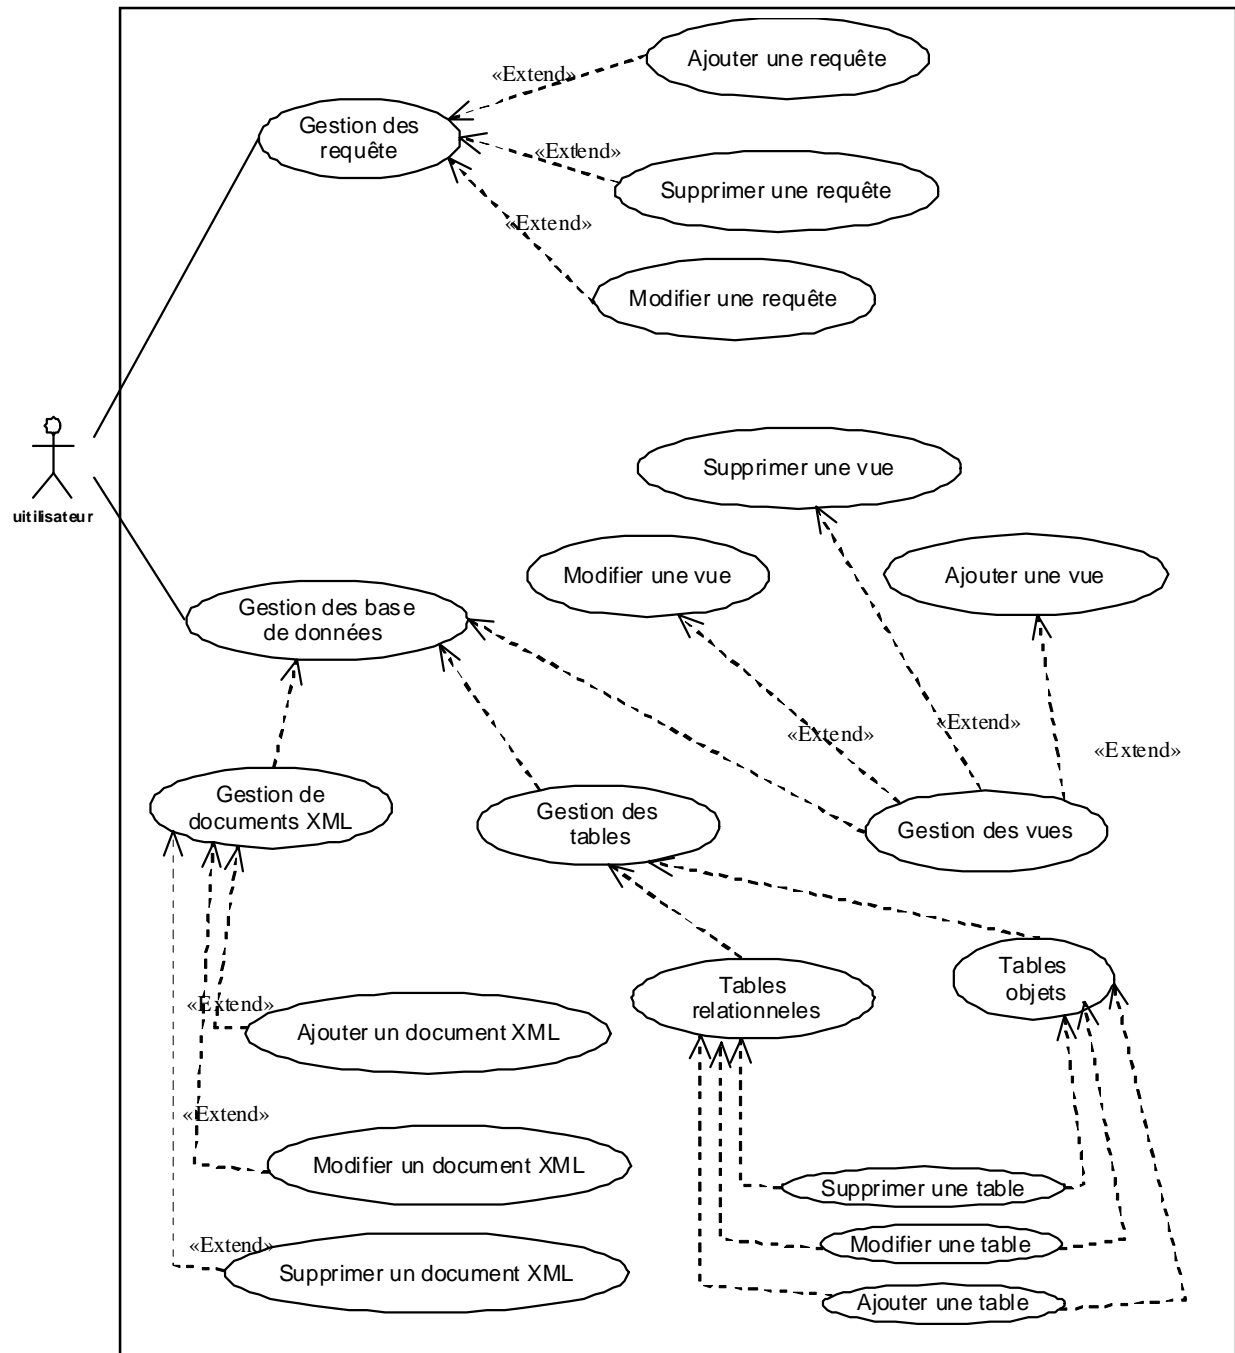 Ajouter une requête
«Extend»
Gestion des
requête
«Extend»
Supprimer une requête
«Extend»
Modifier une requête
uitilisateur
Supprimer une vue
Modifier une vue
Ajouter une vue
Gestion des base
de données
«Extend»
«Extend»
«Extend»
Gestion de
documents XML
Gestion des
tables
Gestion des vues
Tables
relationneles
Tables
objets
«Extend»
Ajouter un document XML
«Extend»
Modifier un document XML
Supprimer une table
«Extend»
Modifier une table
Supprimer un document XML
Ajouter une table